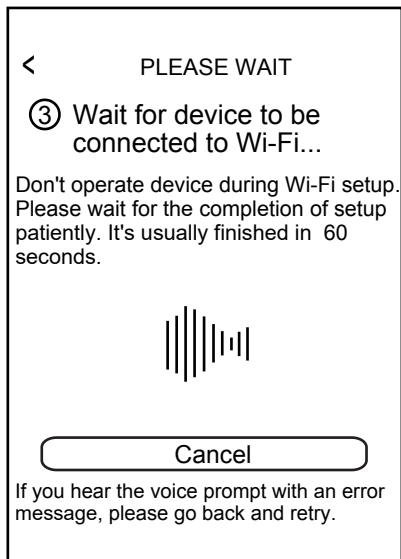 < PLEASE WAIT
③ Wait for device to be
connected to Wi-Fi...
Don't operate device during Wi-Fi setup.
Please wait for the completion of setup
patiently. It's usually finished in 60
seconds.
Cancel
If you hear the voice prompt with an error
message, please go back and retry.